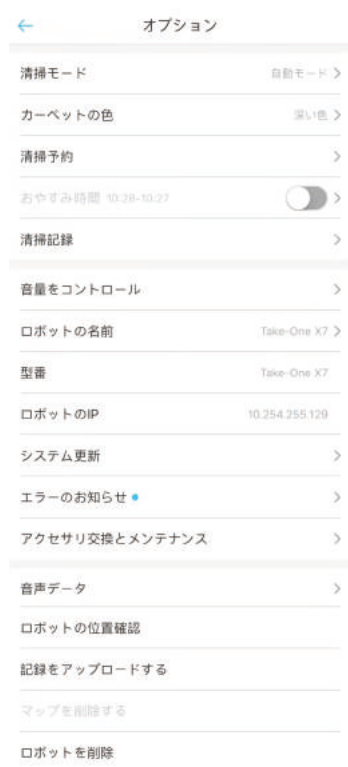 オプション
清掃モード 自動モード
カーペットの色 深い色
清掃予約
おやすみ時間 10:28-10:27
清掃記録
音量をコントロール
ロボットの名前 Take-One X7
型番 Take-One X7
ロボットのIP 10.254.255.129
システム更新
エラーのお知らせ
アクセサリ交換とメンテナンス
音声データ
ロボットの位置確認
記録をアップロードする
マップを削除する
ロボットを削除